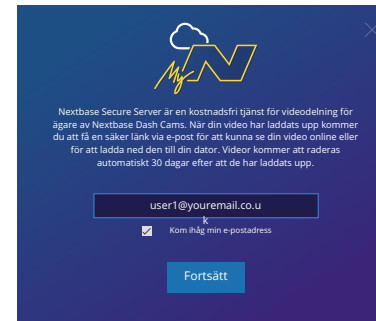 My N
Nextbase Secure Server är en kostnadsfri tjänst för videodelning för
ägare av Nextbase Dash Cams. När din video har laddats upp kommer
du att få en säker länk via e-post för att kunna se din video online eller
för att ladda ned den till din dator. Videor kommer att raderas
automatiskt 30 dagar efter att de har laddats upp.
user1@youremail.co.u
k
Kom ihåg min e-postadress
Fortsätt